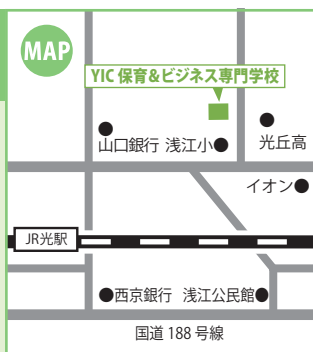 MAP
YIC 保育&ビジネス専門学校
山口銀行 浅江小
光丘高
イオン
JR光駅
西京銀行 浅江公民館
国道 188 号線